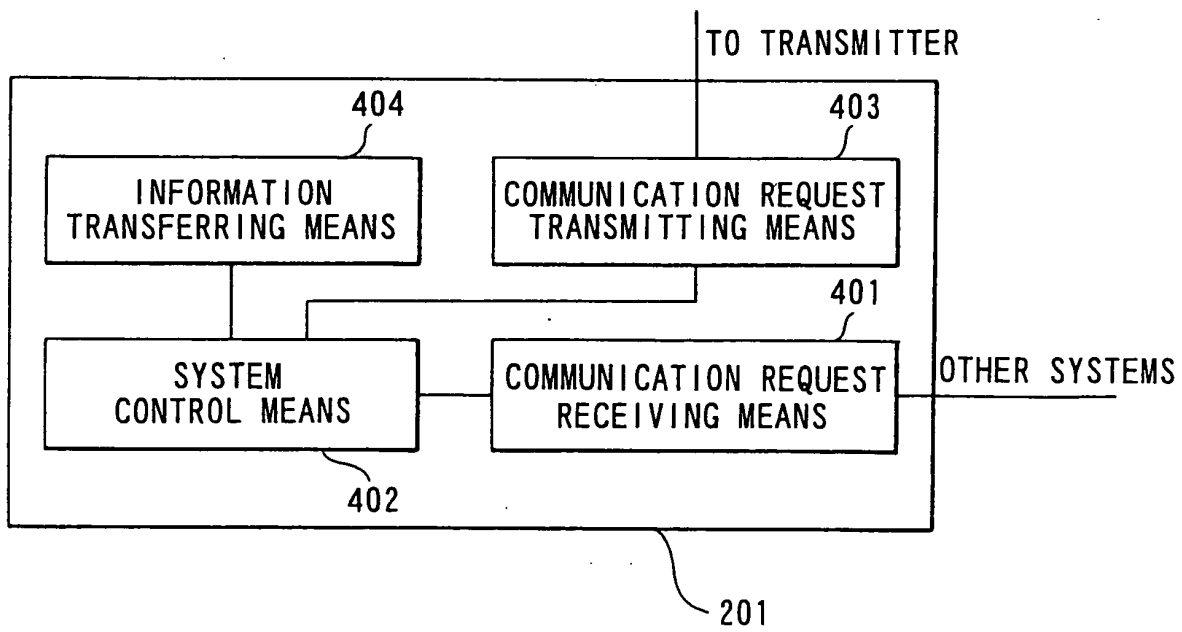 TO TRANSMITTER
404
403
INFORMATION
TRANSFERRING MEANS
COMMUNICATION REQUEST
TRANSMITTING MEANS
401
SYSTEM
CONTROL MEANS
COMMUNICATION REQUEST
RECEIVING MEANS
OTHER SYSTEMS
402
201